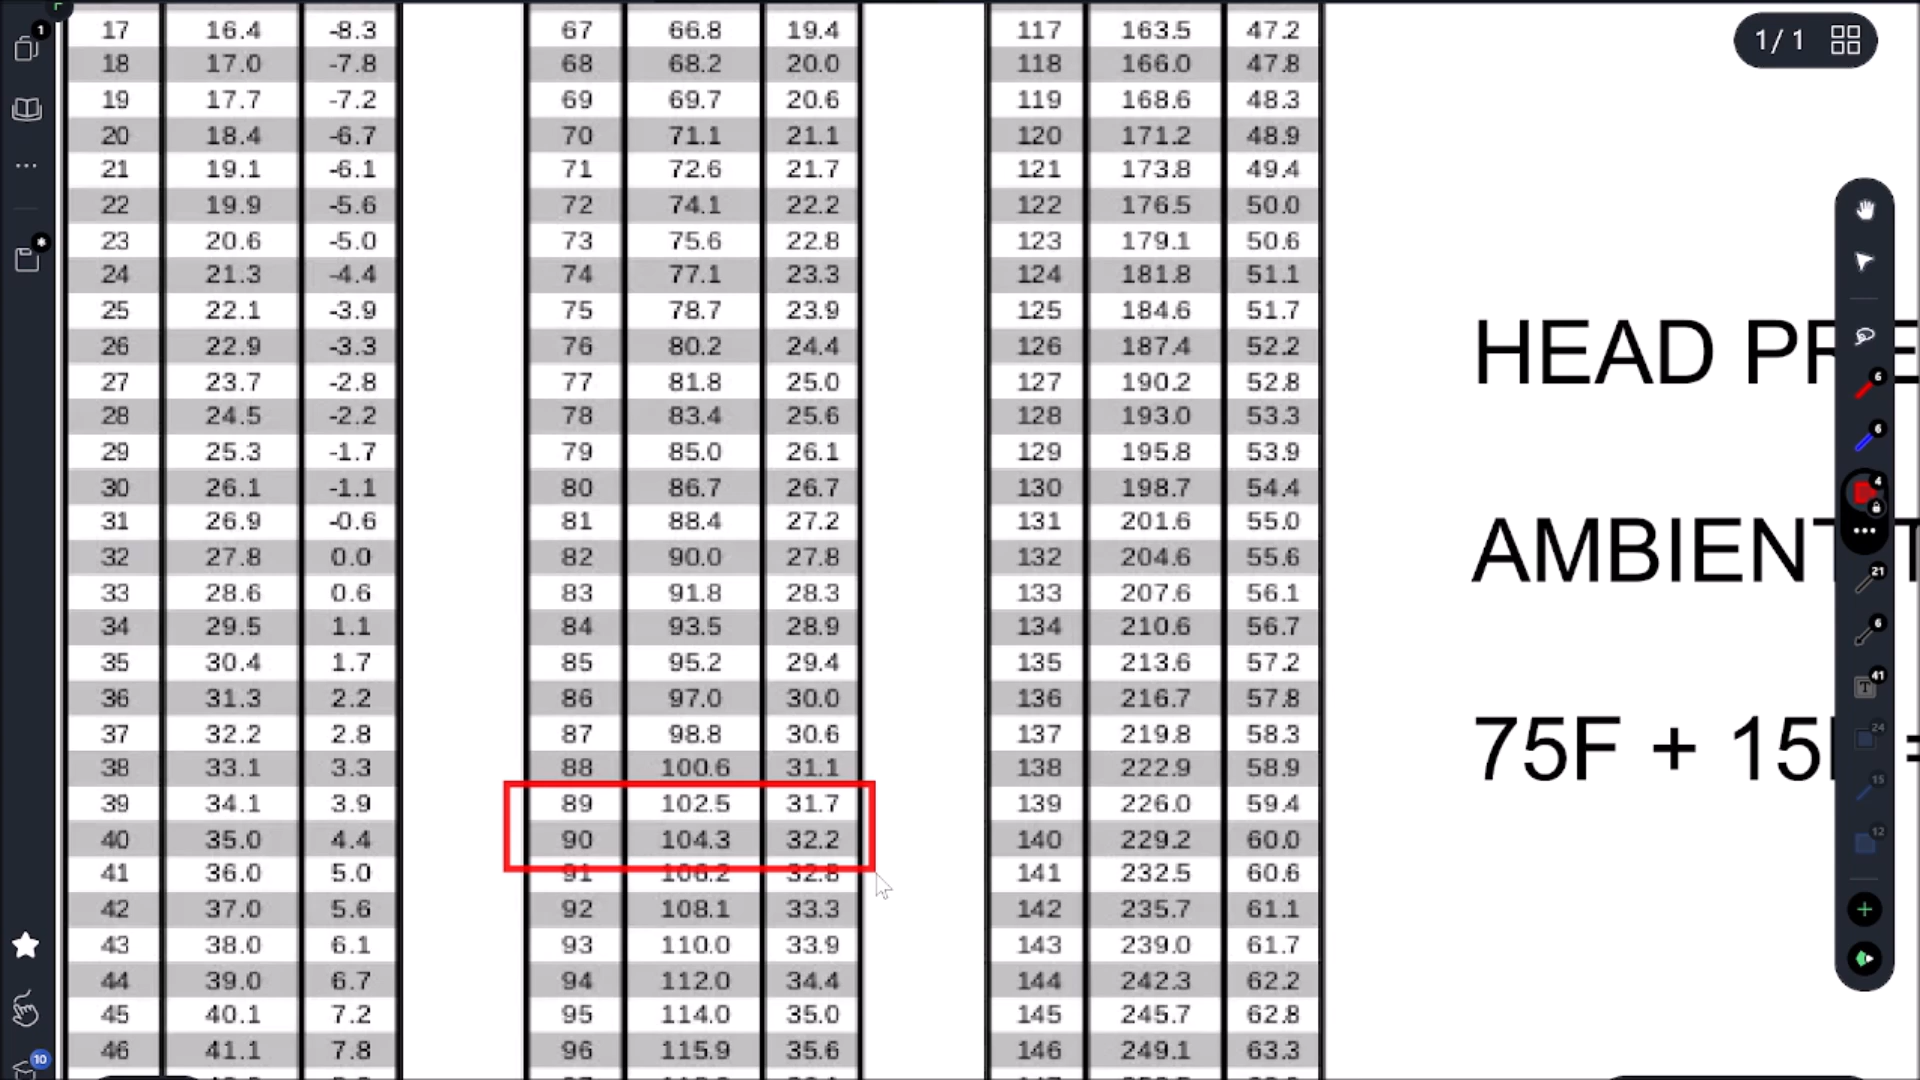 17 16.4 -8.3 67 66.8 19.4 117 163.5 47.2
18 17.0 -7.8 68 68.2 20.0 118 166.0 47.8
19 17.7 -7.2 69 69.7 20.6 119 168.6 48.3
20 18.4 -6.7 70 71.1 21.1 120 171.2 48.9
21 19.1 -6.1 71 72.6 21.7 121 173.8 49.4
22 19.9 -5.6 72 74.1 22.2 122 176.5 50.0
23 20.6 -5.0 73 75.6 22.8 123 179.1 50.6
24 21.3 -4.4 74 77.1 23.3 124 181.8 51.1
25 22.1 -3.9 75 78.7 23.9 125 184.6 51.7
26 22.9 -3.3 76 80.2 24.4 126 187.4 52.2
27 23.7 -2.8 77 81.8 25.0 127 190.2 52.8
28 24.5 -2.2 78 83.4 25.6 128 193.0 53.3
29 25.3 -1.7 79 85.0 26.1 129 195.8 53.9
30 26.1 -1.1 80 86.7 26.7 130 198.7 54.4
31 26.9 -0.6 81 88.4 27.2 131 201.6 55.0
32 27.8 0.0 82 90.0 27.8 132 204.6 55.6
33 28.6 0.6 83 91.8 28.3 133 207.6 56.1
34 29.5 1.1 84 93.5 28.9 134 210.6 56.7
35 30.4 1.7 85 95.2 29.4 135 213.6 57.2
36 31.3 2.2 86 97.0 30.0 136 216.7 57.8
37 32.2 2.8 87 98.8 30.6 137 219.8 58.3
38 33.1 3.3 88 100.6 31.1 138 222.9 58.9
39 34.1 3.9 89 102.5 31.7 139 226.0 59.4
40 35.0 4.4 90 104.3 32.2 140 229.2 60.0
41 36.0 5.0 91 106.2 32.8 141 232.5 60.6
42 37.0 5.6 92 108.1 33.3 142 235.7 61.1
43 38.0 6.1 93 110.0 33.9 143 239.0 61.7
44 39.0 6.7 94 112.0 34.4 144 242.3 62.2
45 40.1 7.2 95 114.0 35.0 145 245.7 62.8
46 41.1 7.8 96 115.9 35.6 146 249.1 63.3
HEAD
AMBIENT
75F + 15
1/1
1
10
6
6
4
21
6
T 41
24
15
12